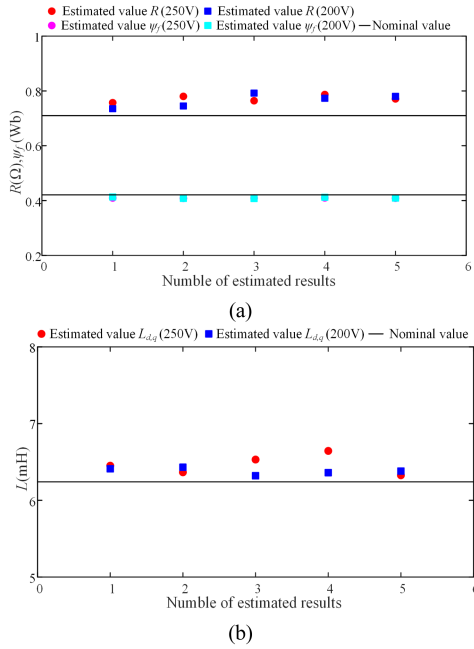 Estimated value R (250V) Estimated value R (200V)
Estimated value ψf (250V) Estimated value ψf (200V) Nominal value
1
0.8
0.6
0.4
0.2
R(Ω),ψf(Wb)
0 1 2 3 4 5 6
Numble of estimated results
(a)
Estimated value Ld,q (250V) Estimated value Ld,q (200V) Nominal value
8
7
6
5
L(mH)
0 1 2 3 4 5 6
Numble of estimated results
(b)